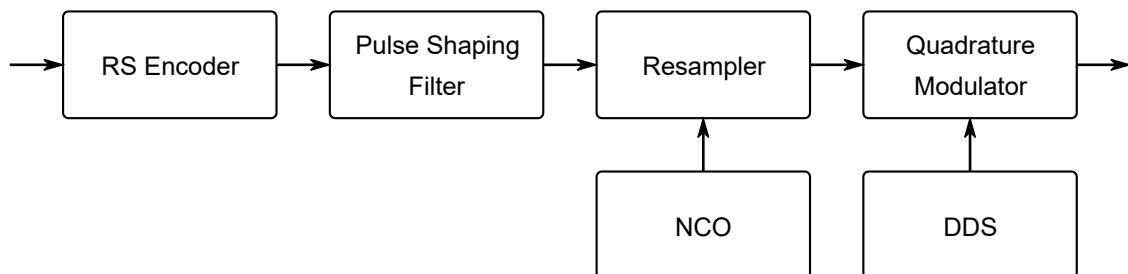 RS Encoder
Pulse Shaping
Filter
Resampler
Quadrature
Modulator
NCO
DDS